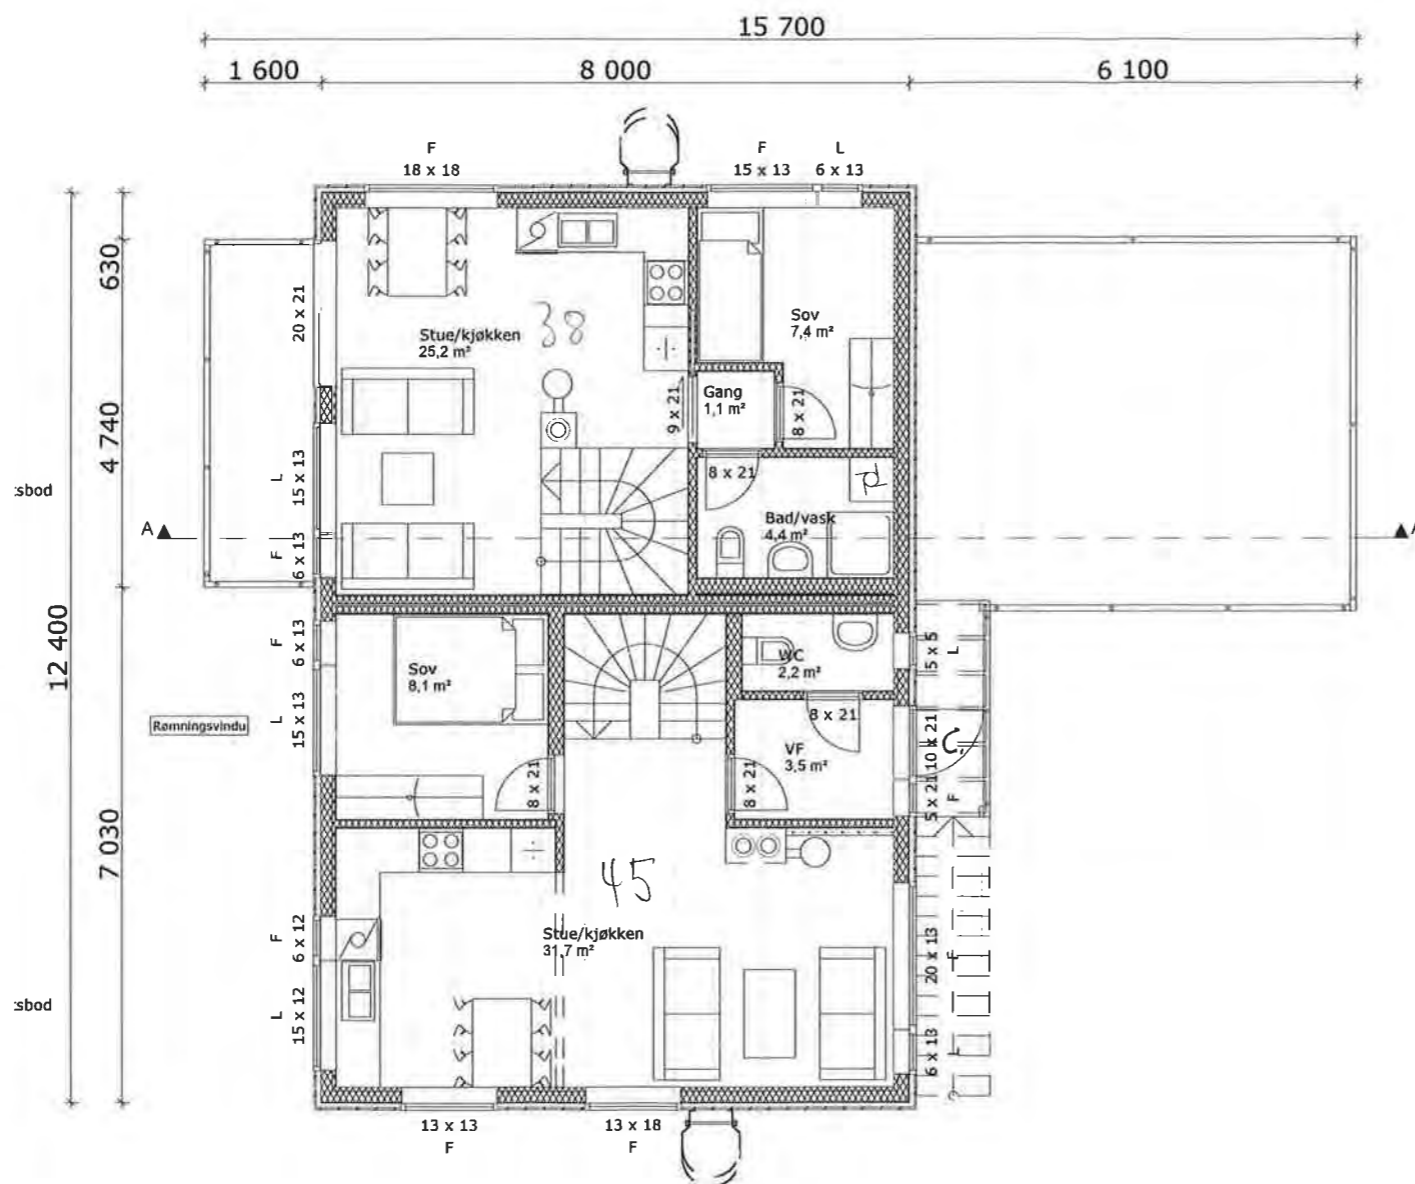 15 700
1 600
8 000
6 100
F
18 x 18
F
15 x 13
L
6 x 13
630
4 740
7 030
12 400
20 x 21
L
15 x 13
F
6 x 13
Stue/kjøkken
25,2 m²
38
Sov
7,4 m²
Gang
1,1 m²
9 x 21
8 x 21
8 x 21
Bad/vask
4,4 m²
sbod
A
A
F
6 x 13
L
15 x 13
Rømningsvindu
Sov
8,1 m²
8 x 21
WC
2,2 m²
8 x 21
VF
3,5 m²
8 x 21
5 x 5
L
10 x 21
5 x 21
F
45
Stue/kjøkken
31,7 m²
F
6 x 12
L
15 x 12
sbod
20 x 13
F
6 x 13
L
13 x 13
F
13 x 18
F